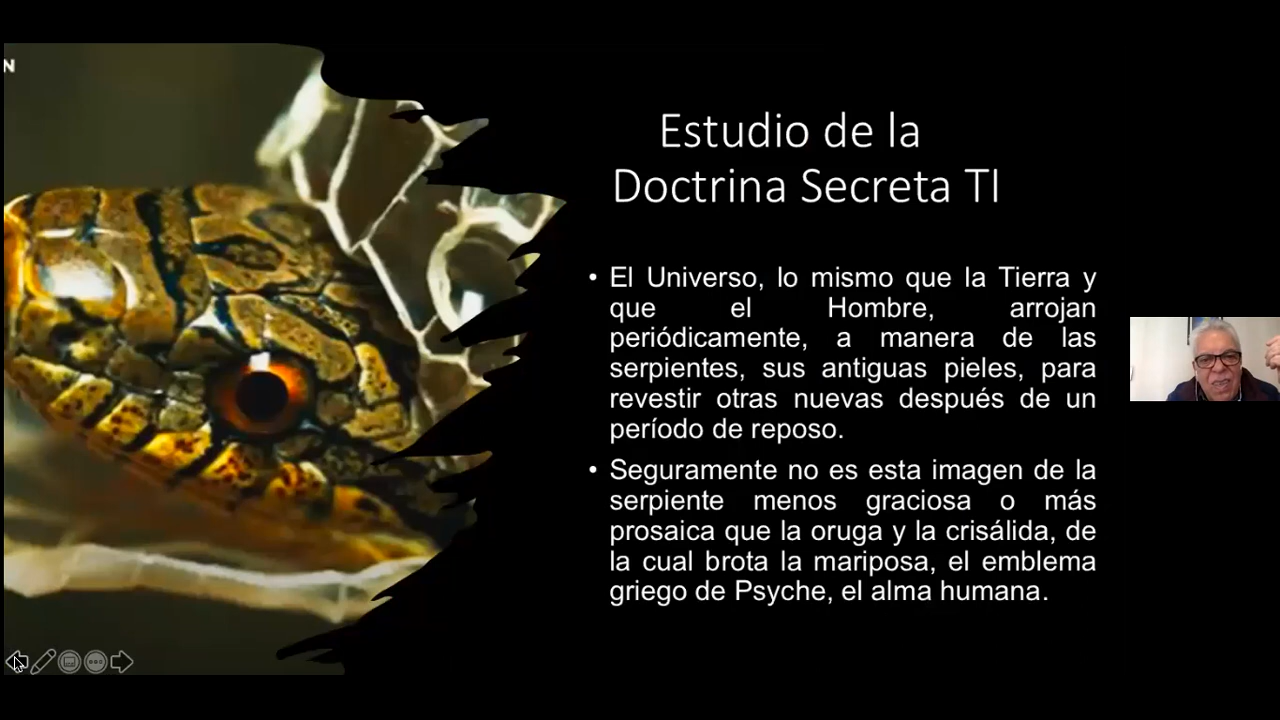 N
Estudio de la
Doctrina Secreta TI
• El Universo, lo mismo que la Tierra y
que el Hombre, arrojan
periódicamente, a manera de las
serpientes, sus antiguas pieles, para
revestir otras nuevas después de un
período de reposo.
• Seguramente no es esta imagen de la
serpiente menos graciosa o más
prosaica que la oruga y la crisálida, de
la cual brota la mariposa, el emblema
griego de Psyche, el alma humana.